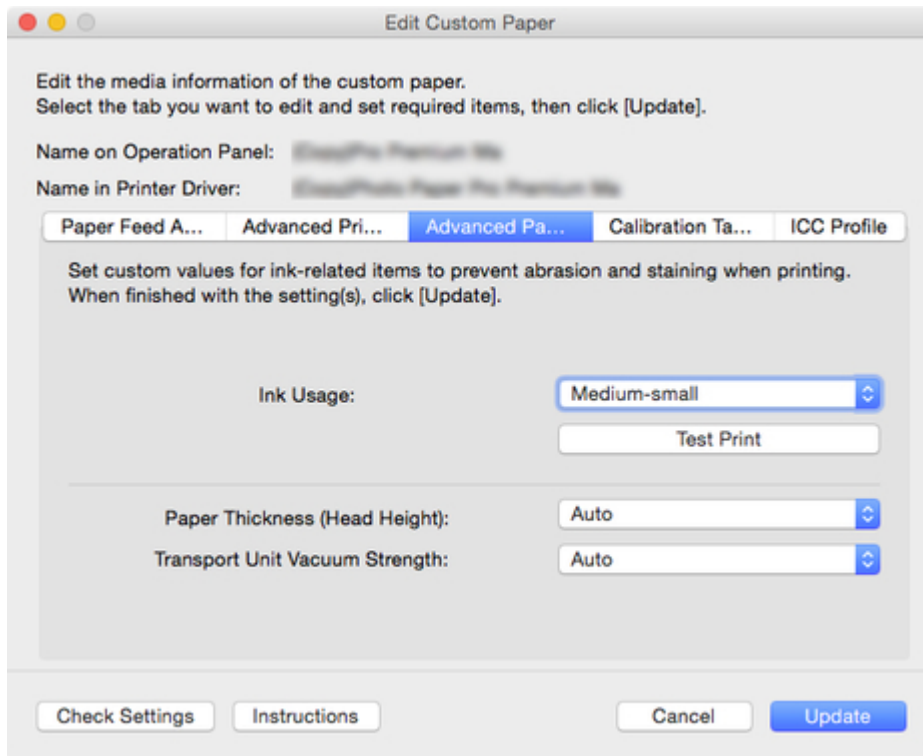 Edit Custom Paper
Edit the media information of the custom paper.
Select the tab you want to edit and set required items, then click [Update].
Name on Operation Panel:
Name in Printer Driver:
Paper Feed A... Advanced Pri... Advanced Pa... Calibration Ta... ICC Profile
Set custom values for ink-related items to prevent abrasion and staining when printing.
When finished with the setting(s), click [Update].
Ink Usage: Medium-small
Test Print
Paper Thickness (Head Height): Auto
Transport Unit Vacuum Strength: Auto
Check Settings Instructions Cancel Update